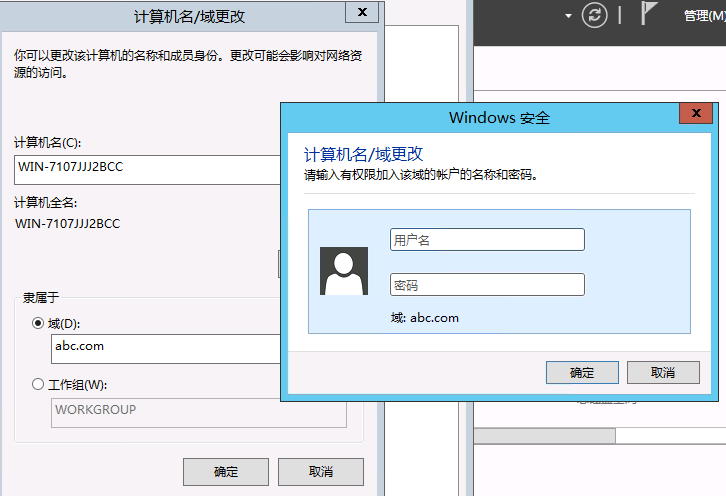 计算机名/域更改
x
管理(M)
你可以更改该计算机的名称和成员身份。更改可能会影响对网络资
源的访问。
计算机名(C):
WIN-7107JJJ2BCC
计算机全名:
WIN-7107JJJ2BCC
隶属于
域(D):
abc.com
工作组(W):
WORKGROUP
确定
取消
Windows 安全
x
计算机名/域更改
请输入有权限加入该域的帐户的名称和密码。
用户名
密码
域: abc.com
确定
取消